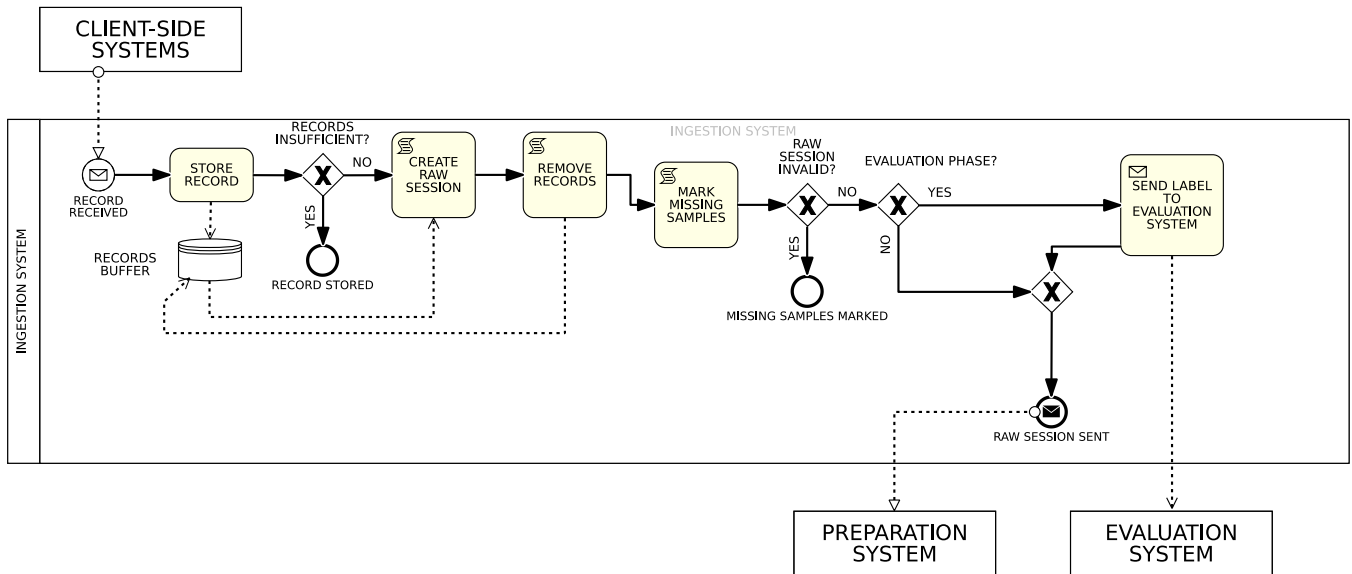 CLIENT-SIDE
SYSTEMS
INGESTION SYSTEM
INGESTION SYSTEM
RECORD
RECEIVED
STORE
RECORD
RECORDS
BUFFER
RECORDS
INSUFFICIENT?
NO
YES
RECORD STORED
CREATE
RAW
SESSION
REMOVE
RECORDS
MARK
MISSING
SAMPLES
RAW
SESSION
INVALID?
NO
YES
MISSING SAMPLES MARKED
EVALUATION PHASE?
YES
NO
SEND LABEL
TO
EVALUATION
SYSTEM
RAW SESSION SENT
PREPARATION
SYSTEM
EVALUATION
SYSTEM